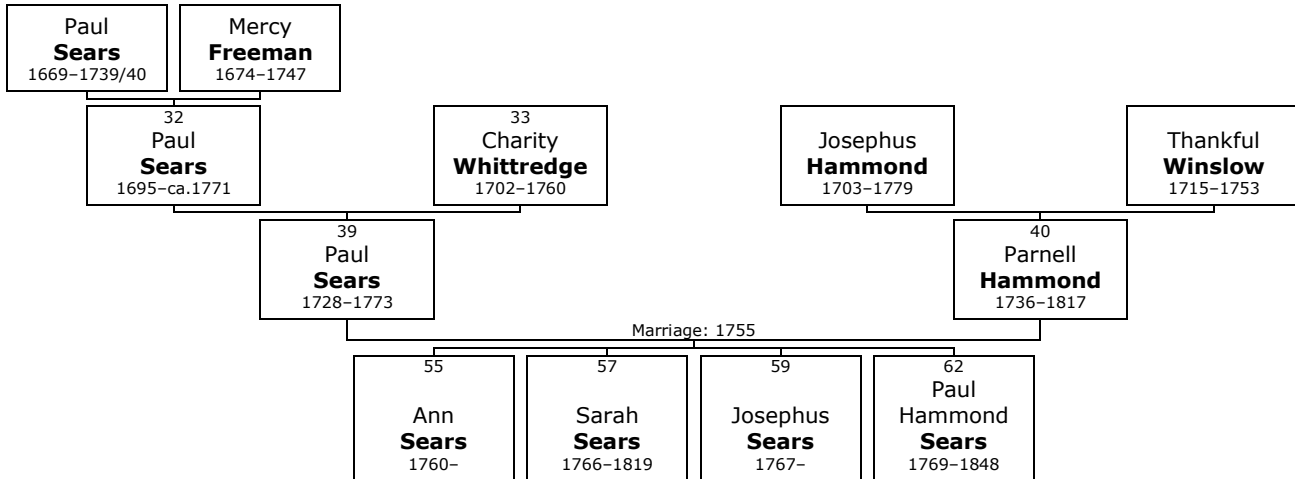 Paul
Sears
1669–1739/40
Mercy
Freeman
1674–1747
32
Paul
Sears
1695–ca.1771
33
Charity
Whittredge
1702–1760
Josephus
Hammond
1703–1779
Thankful
Winslow
1715–1753
39
Paul
Sears
1728–1773
40
Parnell
Hammond
1736–1817
Marriage: 1755
55
Ann
Sears
1760–
57
Sarah
Sears
1766–1819
59
Josephus
Sears
1767–
62
Paul
Hammond
Sears
1769–1848